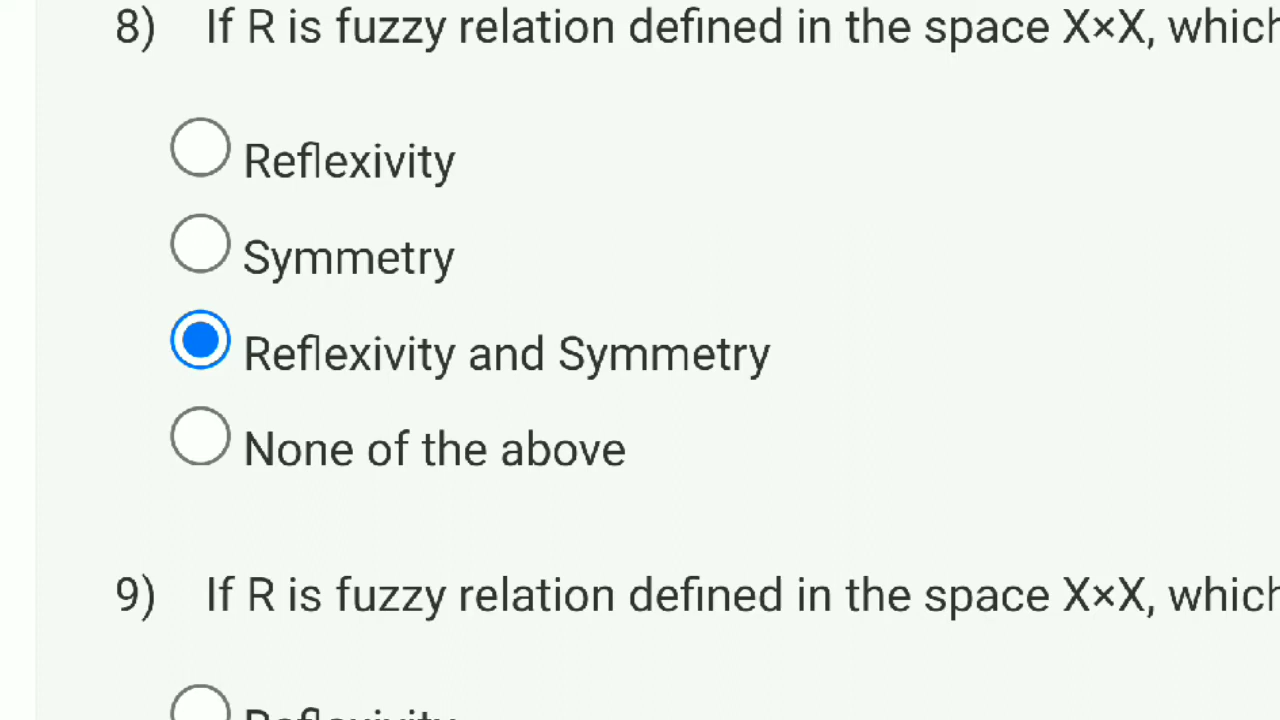 8) If R is fuzzy relation defined in the space X×X, which
Reflexivity
Symmetry
Reflexivity and Symmetry
None of the above
9) If R is fuzzy relation defined in the space X×X, which
Reflexivity